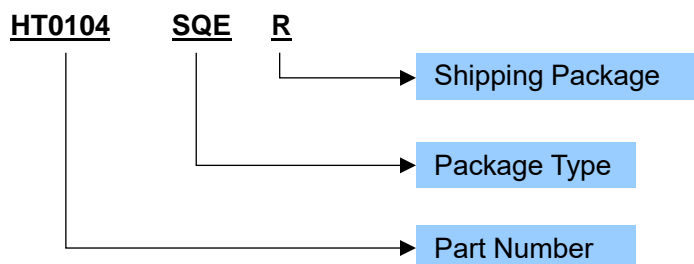 HT0104 SQE R
Shipping Package
Package Type
Part Number